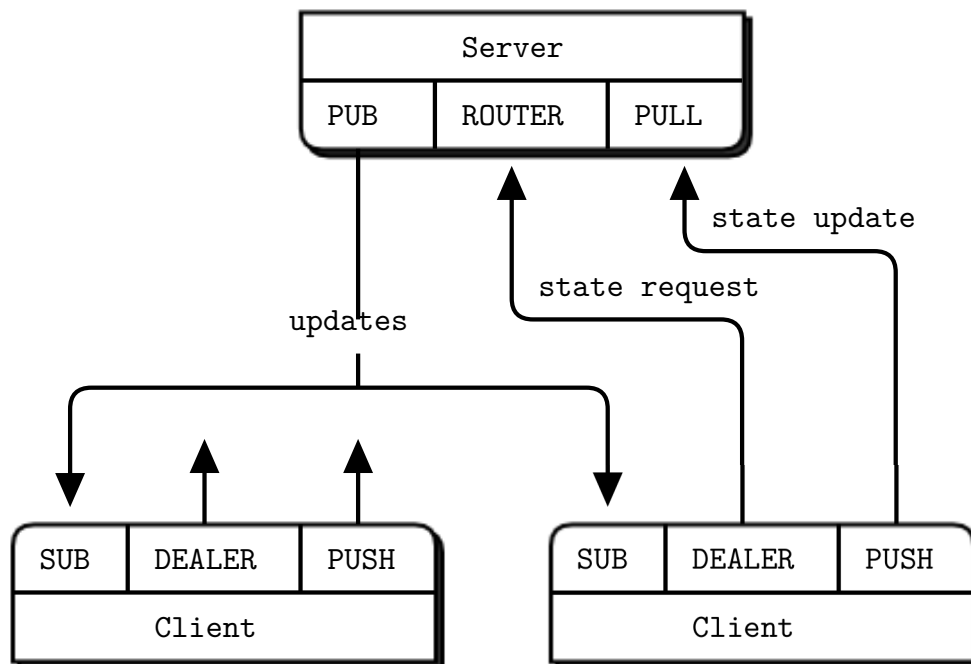 Server
PUB ROUTER PULL
state update
state request
updates
SUB DEALER PUSH SUB DEALER PUSH
Client Client